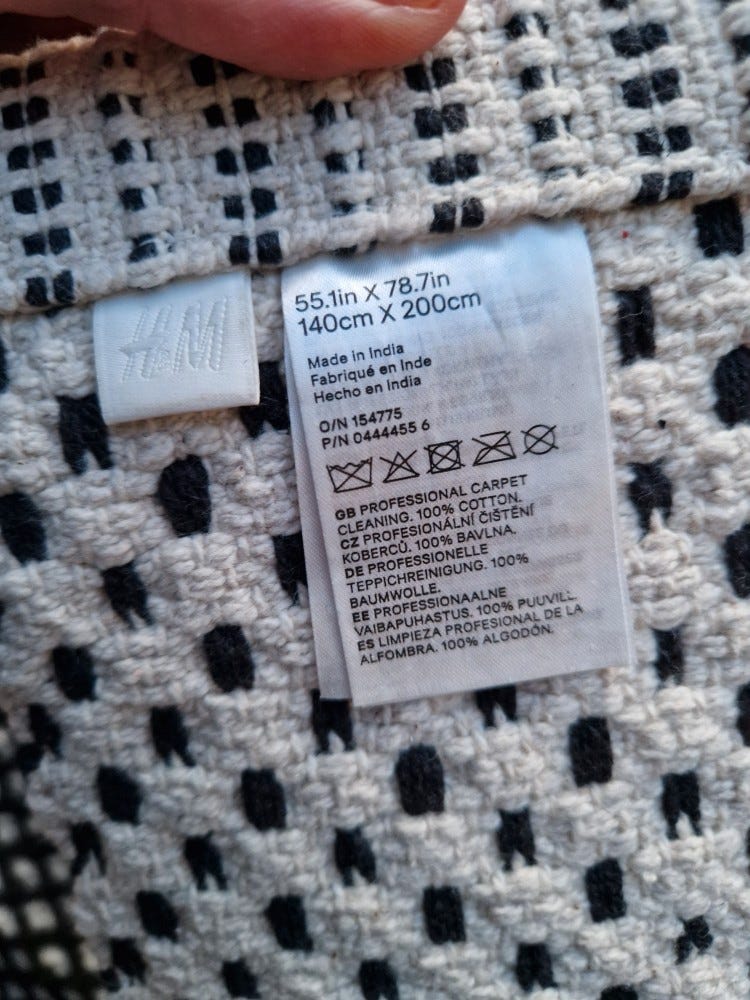 H&M
55.1in X 78.7in
140cm X 200cm
Made in India
Fabriqué en Inde
Hecho en India
O/N 154775
P/N 0444455 6
GB PROFESSIONAL CARPET
CLEANING. 100% COTTON.
CZ PROFESIONÁLNÍ ČIŠTĚNÍ
KOBERCŮ. 100% BAVLNA.
DE PROFESSIONELLE
TEPPICHREINIGUNG. 100%
BAUMWOLLE.
EE PROFESSIONAALNE
VAIBAPUHASTUS. 100% PUUVILL.
ES LIMPIEZA PROFESIONAL DE LA
ALFOMBRA. 100% ALGODÓN.